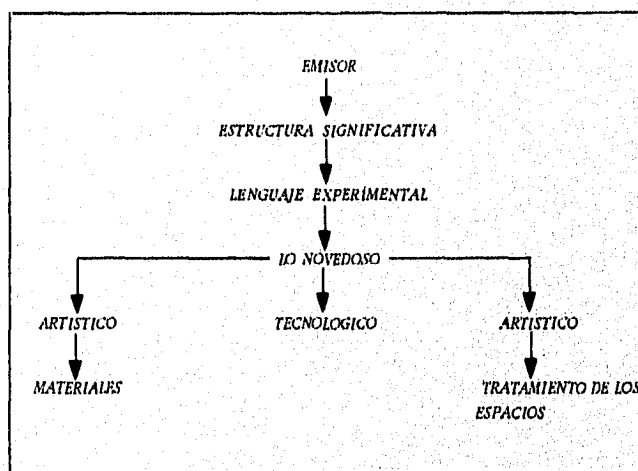 EMISOR
ESTRUCTURA SIGNIFICATIVA
LENGUAJE EXPERIMENTAL
LO NOVEDOSO
ARTISTICO TECNOLOGICO ARTISTICO
MATERIALES TRATAMIENTO DE LOS
ESPACIOS